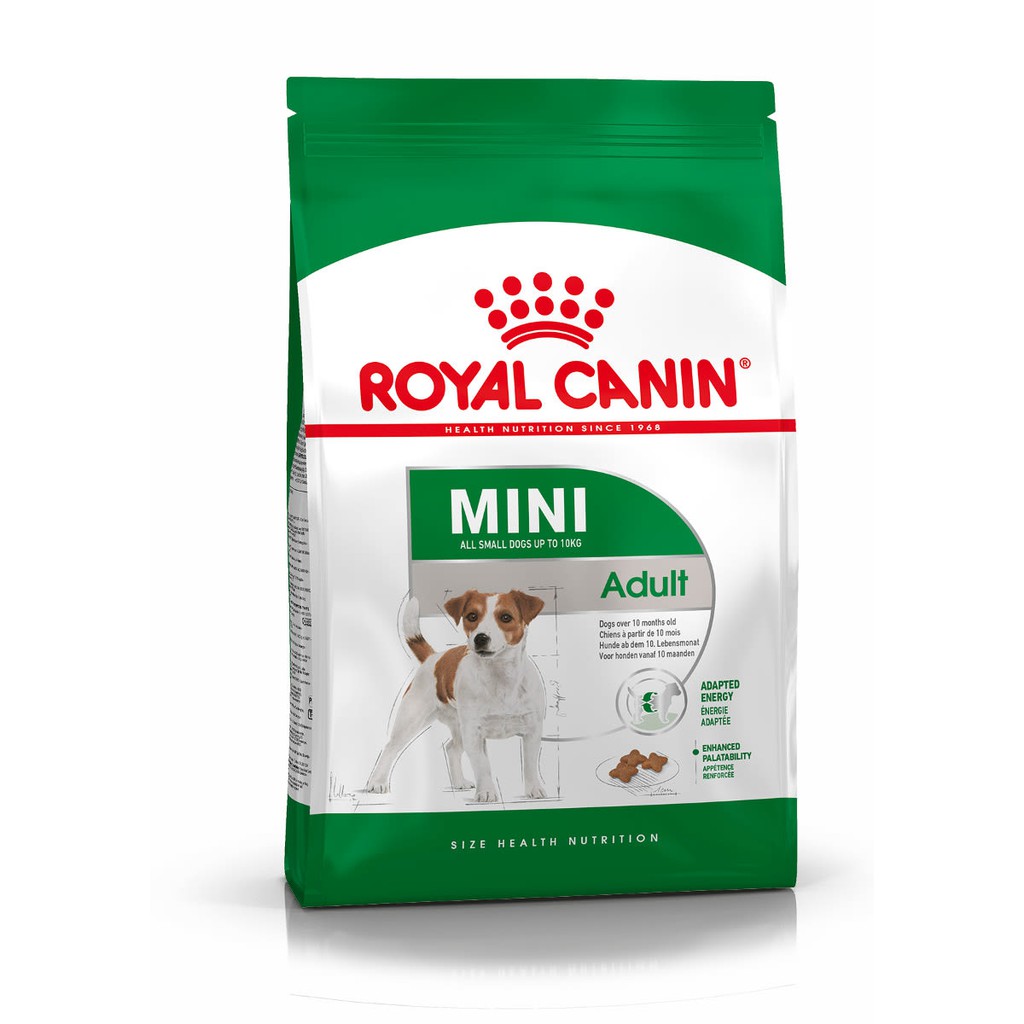 ROYAL CANIN®
HEALTH NUTRITION SINCE 1968
MINI
ALL SMALL DOGS UP TO 10KG
Adult
Dogs over 10 months old
Chiens à partir de 10 mois
Hunde ab dem 10. Lebensmonat
Voor honden vanaf 10 maanden
ADAPTED
ENERGY
ÉNERGIE
ADAPTÉE
ENHANCED
PALATABILITY
APPÉTENCE
RENFORCÉE
SIZE HEALTH NUTRITION